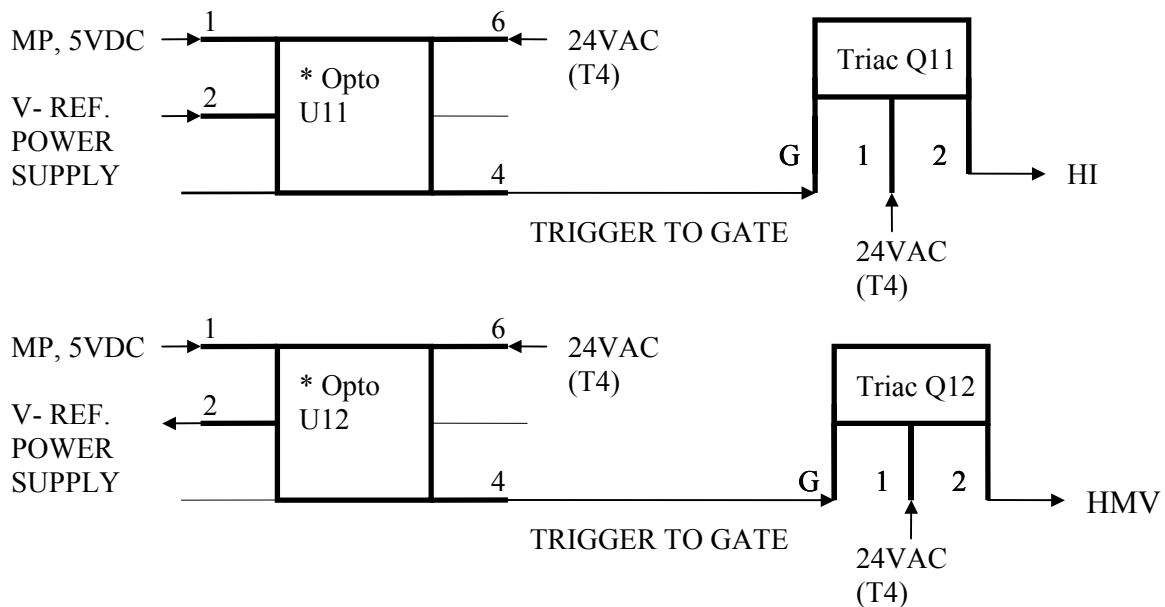 1
6
MP, 5VDC
24VAC
(T4)
* Opto
U11
2
V- REF.
POWER
SUPPLY
4
TRIGGER TO GATE
Triac Q11
G
1
2
HI
24VAC
(T4)
1
6
MP, 5VDC
24VAC
(T4)
* Opto
U12
2
V- REF.
POWER
SUPPLY
4
TRIGGER TO GATE
Triac Q12
G
1
2
HMV
24VAC
(T4)